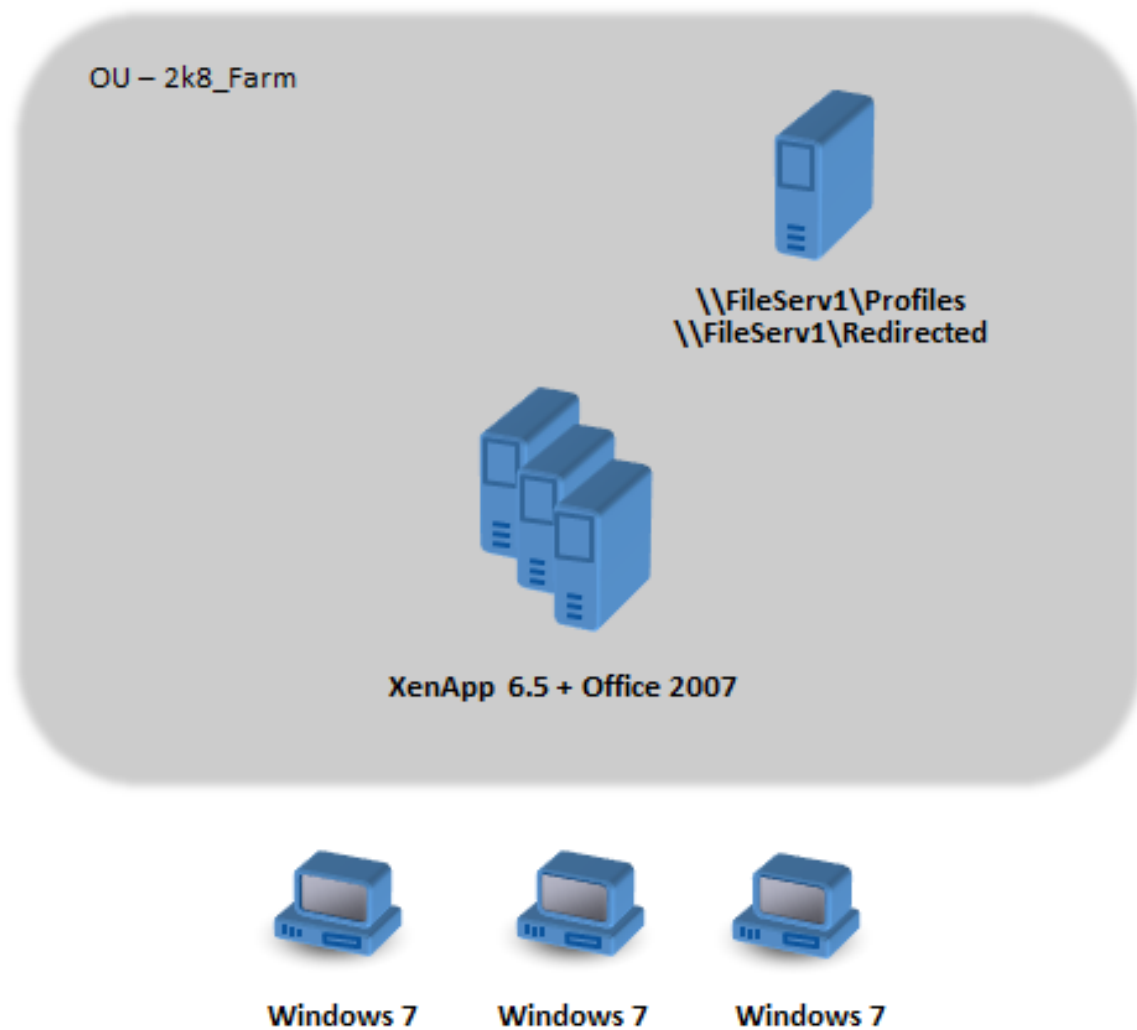 OU – 2k8_Farm
\\FileServ1\Profiles
\\FileServ1\Redirected
XenApp 6.5 + Office 2007
Windows 7
Windows 7
Windows 7